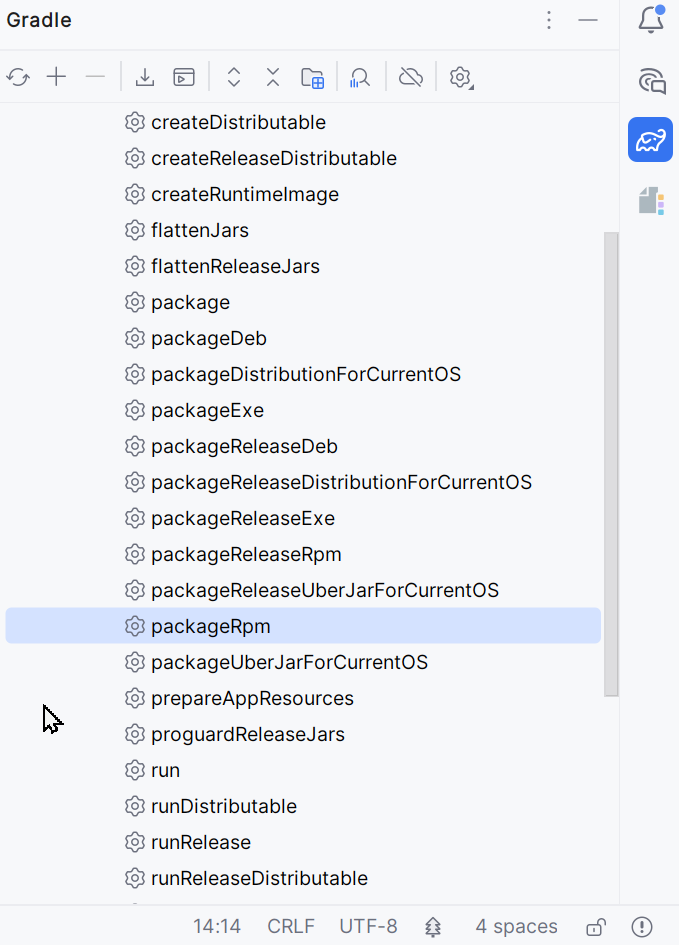 Gradle
createDistributable
createReleaseDistributable
createRuntimeImage
flattenJars
flattenReleaseJars
package
packageDeb
packageDistributionForCurrentOS
packageExe
packageReleaseDeb
packageReleaseDistributionForCurrentOS
packageReleaseExe
packageReleaseRpm
packageReleaseUberJarForCurrentOS
packageRpm
packageUberJarForCurrentOS
prepareAppResources
proguardReleaseJars
run
runDistributable
runRelease
runReleaseDistributable
14:14 CRLF UTF-8 4 spaces